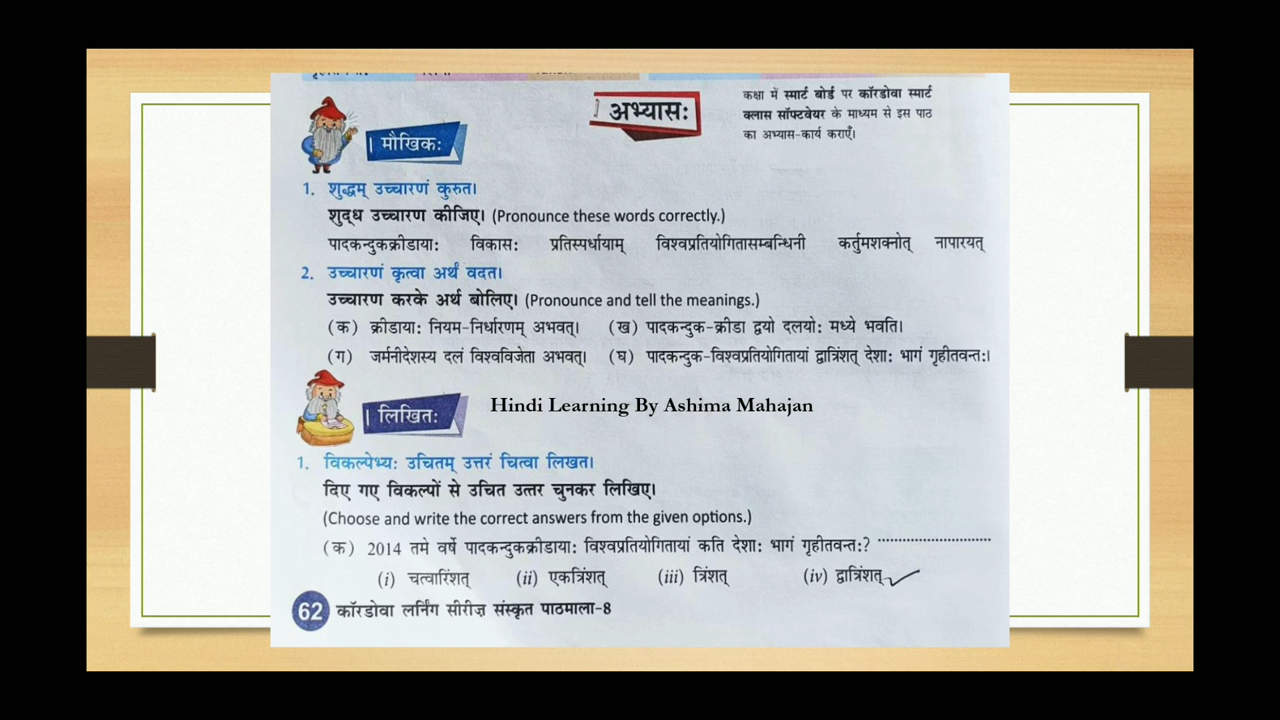 कक्षा में स्मार्ट बोर्ड पर कॉरडोवा स्मार्ट
क्लास सॉफ्टवेयर के माध्यम से इस पाठ
का अभ्यास-कार्य कराएँ।
अभ्यासः
मौखिकः
1. शुद्धम् उच्चारणं कुरुत।
शुद्ध उच्चारण कीजिए। (Pronounce these words correctly.)
पादकन्दुकक्रीडायाः विकासः प्रतिस्पर्धायाम् विश्वप्रतियोगितासम्बन्धिनी कर्तुमशक्नोत् नापारयत्
2. उच्चारणं कृत्वा अर्थं वदत।
उच्चारण करके अर्थ बोलिए। (Pronounce and tell the meanings.)
(क) क्रीडायाः नियम-निर्धारणम् अभवत्। (ख) पादकन्दुक-क्रीडा द्वयो दलयोः मध्ये भवति।
(ग) जर्मनीदेशस्य दलं विश्वविजेता अभवत्। (घ) पादकन्दुक-विश्वप्रतियोगितायां द्वात्रिंशत् देशाः भागं गृहीतवन्तः।
लिखितः
Hindi Learning By Ashima Mahajan
1. विकल्पेभ्यः उचितम् उत्तरं चित्वा लिखत।
दिए गए विकल्पों से उचित उत्तर चुनकर लिखिए।
(Choose and write the correct answers from the given options.)
(क) 2014 तमे वर्षे पादकन्दुकक्रीडायाः विश्वप्रतियोगितायां कति देशाः भागं गृहीतवन्तः? ..............................
(i) चत्वारिंशत् (ii) एकत्रिंशत् (iii) त्रिंशत् (iv) द्वात्रिंशत् ✓
62 कॉरडोवा लर्निंग सीरीज़ संस्कृत पाठमाला-8